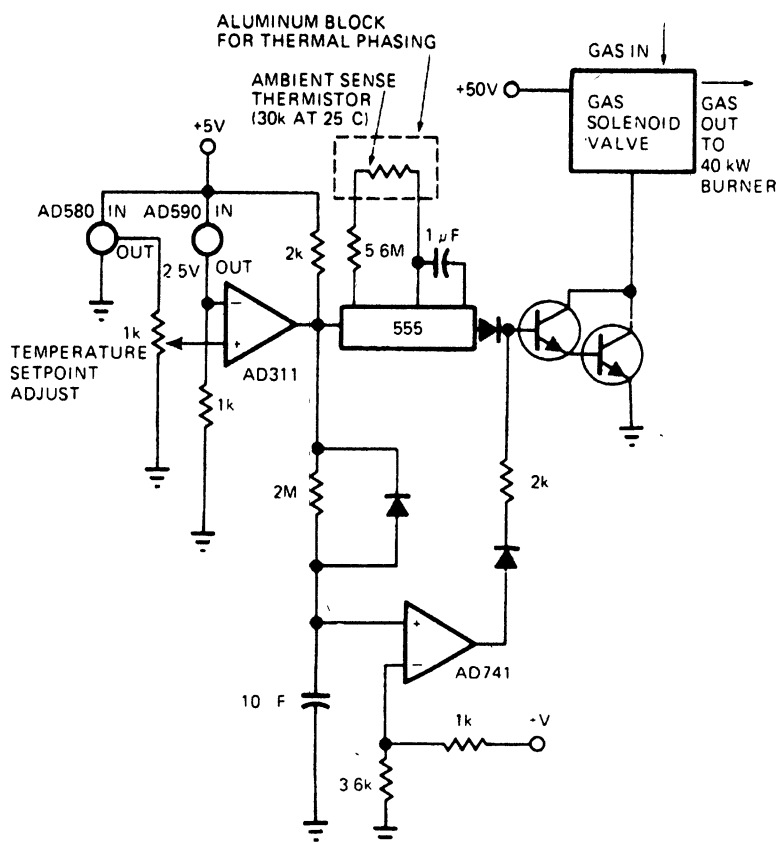 ALUMINUM BLOCK
FOR THERMAL PHASING
GAS IN
AMBIENT SENSE
THERMISTOR
(30k AT 25 C)
+50V
GAS
SOLENOID
VALVE
GAS
OUT
TO
40 kW
BURNER
+5V
AD580
IN
AD590
IN
OUT
2 5V
OUT
2k
5 6M
1 µF
1k
−
+
555
TEMPERATURE
SETPOINT
ADJUST
AD311
1k
2M
2k
+
−
AD741
10 F
1k
+V
3 6k